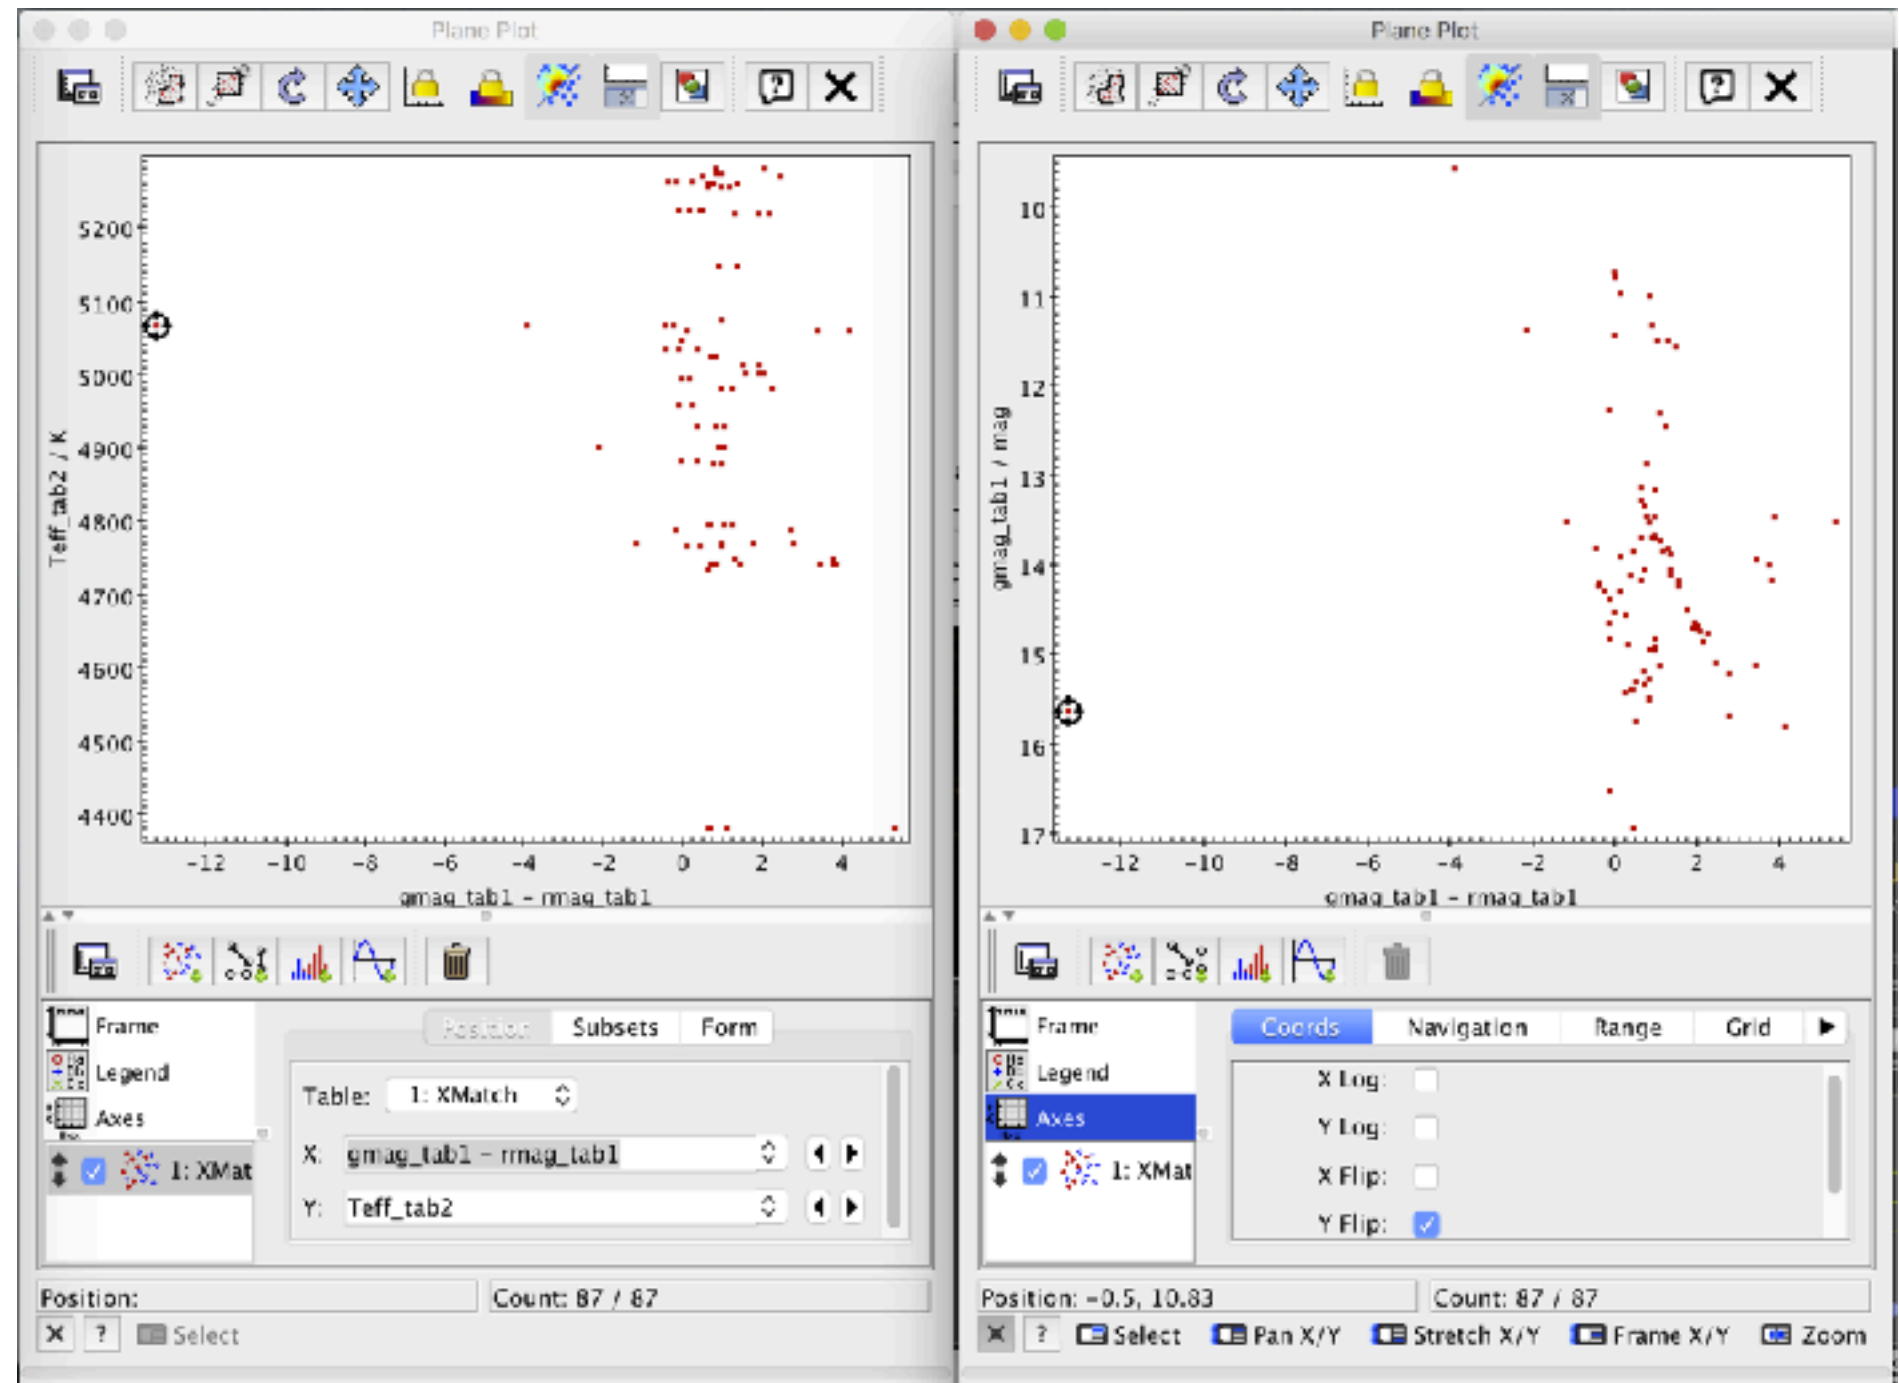 Plane Plot
5200
5100
5000
4900
4800
4700
4600
4500
4400
Teff_tab2 / K
-12 -10 -8 -6 -4 -2 0 2 4
gmag_tab1 - rmag_tab1
Frame
Legend
Axes
1: XMat
Position Subsets Form
Table: 1: XMatch
X: gmag_tab1 - rmag_tab1
Y: Teff_tab2
Position:
Count: 87 / 87
Select
Plane Plot
10
11
12
13
14
15
16
17
gmag_tab1 / mag
-12 -10 -8 -6 -4 -2 0 2 4
gmag_tab1 - rmag_tab1
Frame
Legend
Axes
1: XMat
Coords Navigation Range Grid
X Log:
Y Log:
X Flip:
Y Flip:
Position: -0.5, 10.83
Count: 87 / 87
Select Pan X/Y Stretch X/Y Frame X/Y Zoom